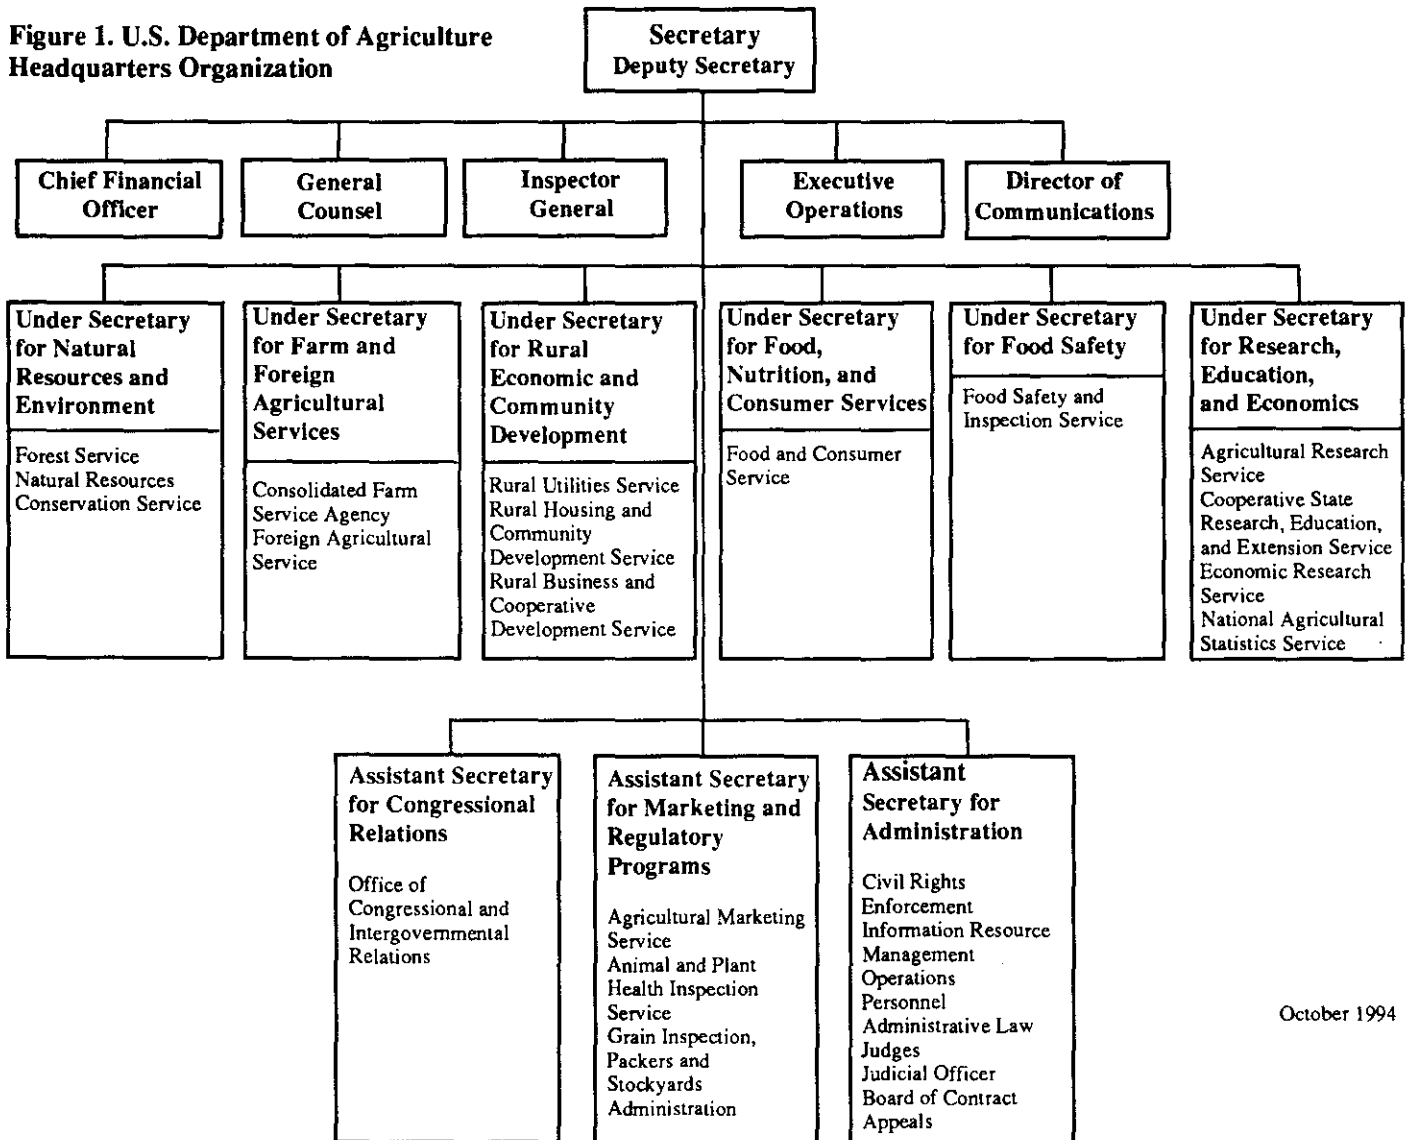 Figure 1. U.S. Department of Agriculture
Headquarters Organization
Secretary
Deputy Secretary
Chief Financial
Officer
General
Counsel
Inspector
General
Executive
Operations
Director of
Communications
Under Secretary
for Natural
Resources and
Environment
Forest Service
Natural Resources
Conservation Service
Under Secretary
for Farm and
Foreign
Agricultural
Services
Consolidated Farm
Service Agency
Foreign Agricultural
Service
Under Secretary
for Rural
Economic and
Community
Development
Rural Utilities Service
Rural Housing and
Community
Development Service
Rural Business and
Cooperative
Development Service
Under Secretary
for Food,
Nutrition, and
Consumer Services
Food and Consumer
Service
Under Secretary
for Food Safety
Food Safety and
Inspection Service
Under Secretary
for Research,
Education,
and Economics
Agricultural Research
Service
Cooperative State
Research, Education,
and Extension Service
Economic Research
Service
National Agricultural
Statistics Service
Assistant Secretary
for Congressional
Relations
Office of
Congressional and
Intergovernmental
Relations
Assistant Secretary
for Marketing and
Regulatory
Programs
Agricultural Marketing
Service
Animal and Plant
Health Inspection
Service
Grain Inspection,
Packers and
Stockyards
Administration
Assistant
Secretary for
Administration
Civil Rights
Enforcement
Information Resource
Management
Operations
Personnel
Administrative Law
Judges
Judicial Officer
Board of Contract
Appeals
October 1994